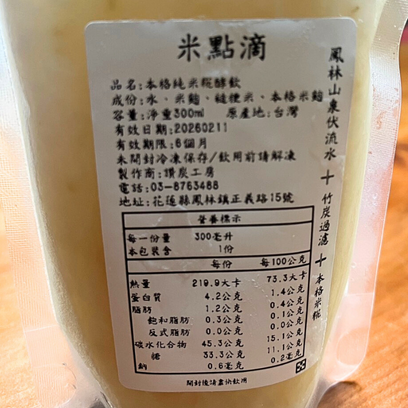 米點滴
品名:本格純米糀酵飲
成份:水、米麴、糙粳米、本格米麴
容量:淨重300ml 原產地:台灣
有效日期:20260211
有效期限:6個月
未開封冷凍保存/飲用前請解凍
製作商:讚炭工房
電話:03-8763488
地址:花蓮縣鳳林鎮正義路15號
營養標示
每一份量 300毫升
本包裝含 1份
每份 每100公克
熱量 219.9大卡 73.3大卡
蛋白質 4.2公克 1.4公克
脂肪 1.2公克 0.4公克
飽和脂肪 0.3公克 0.1公克
反式脂肪 0.0公克 0.0公克
碳水化合物 45.3公克 15.1公克
糖 33.3公克 11.1公克
鈉 0.6毫克 0.2毫克
開封後請盡快飲用
鳳林山泉伏流水+竹炭過濾+本格米糀